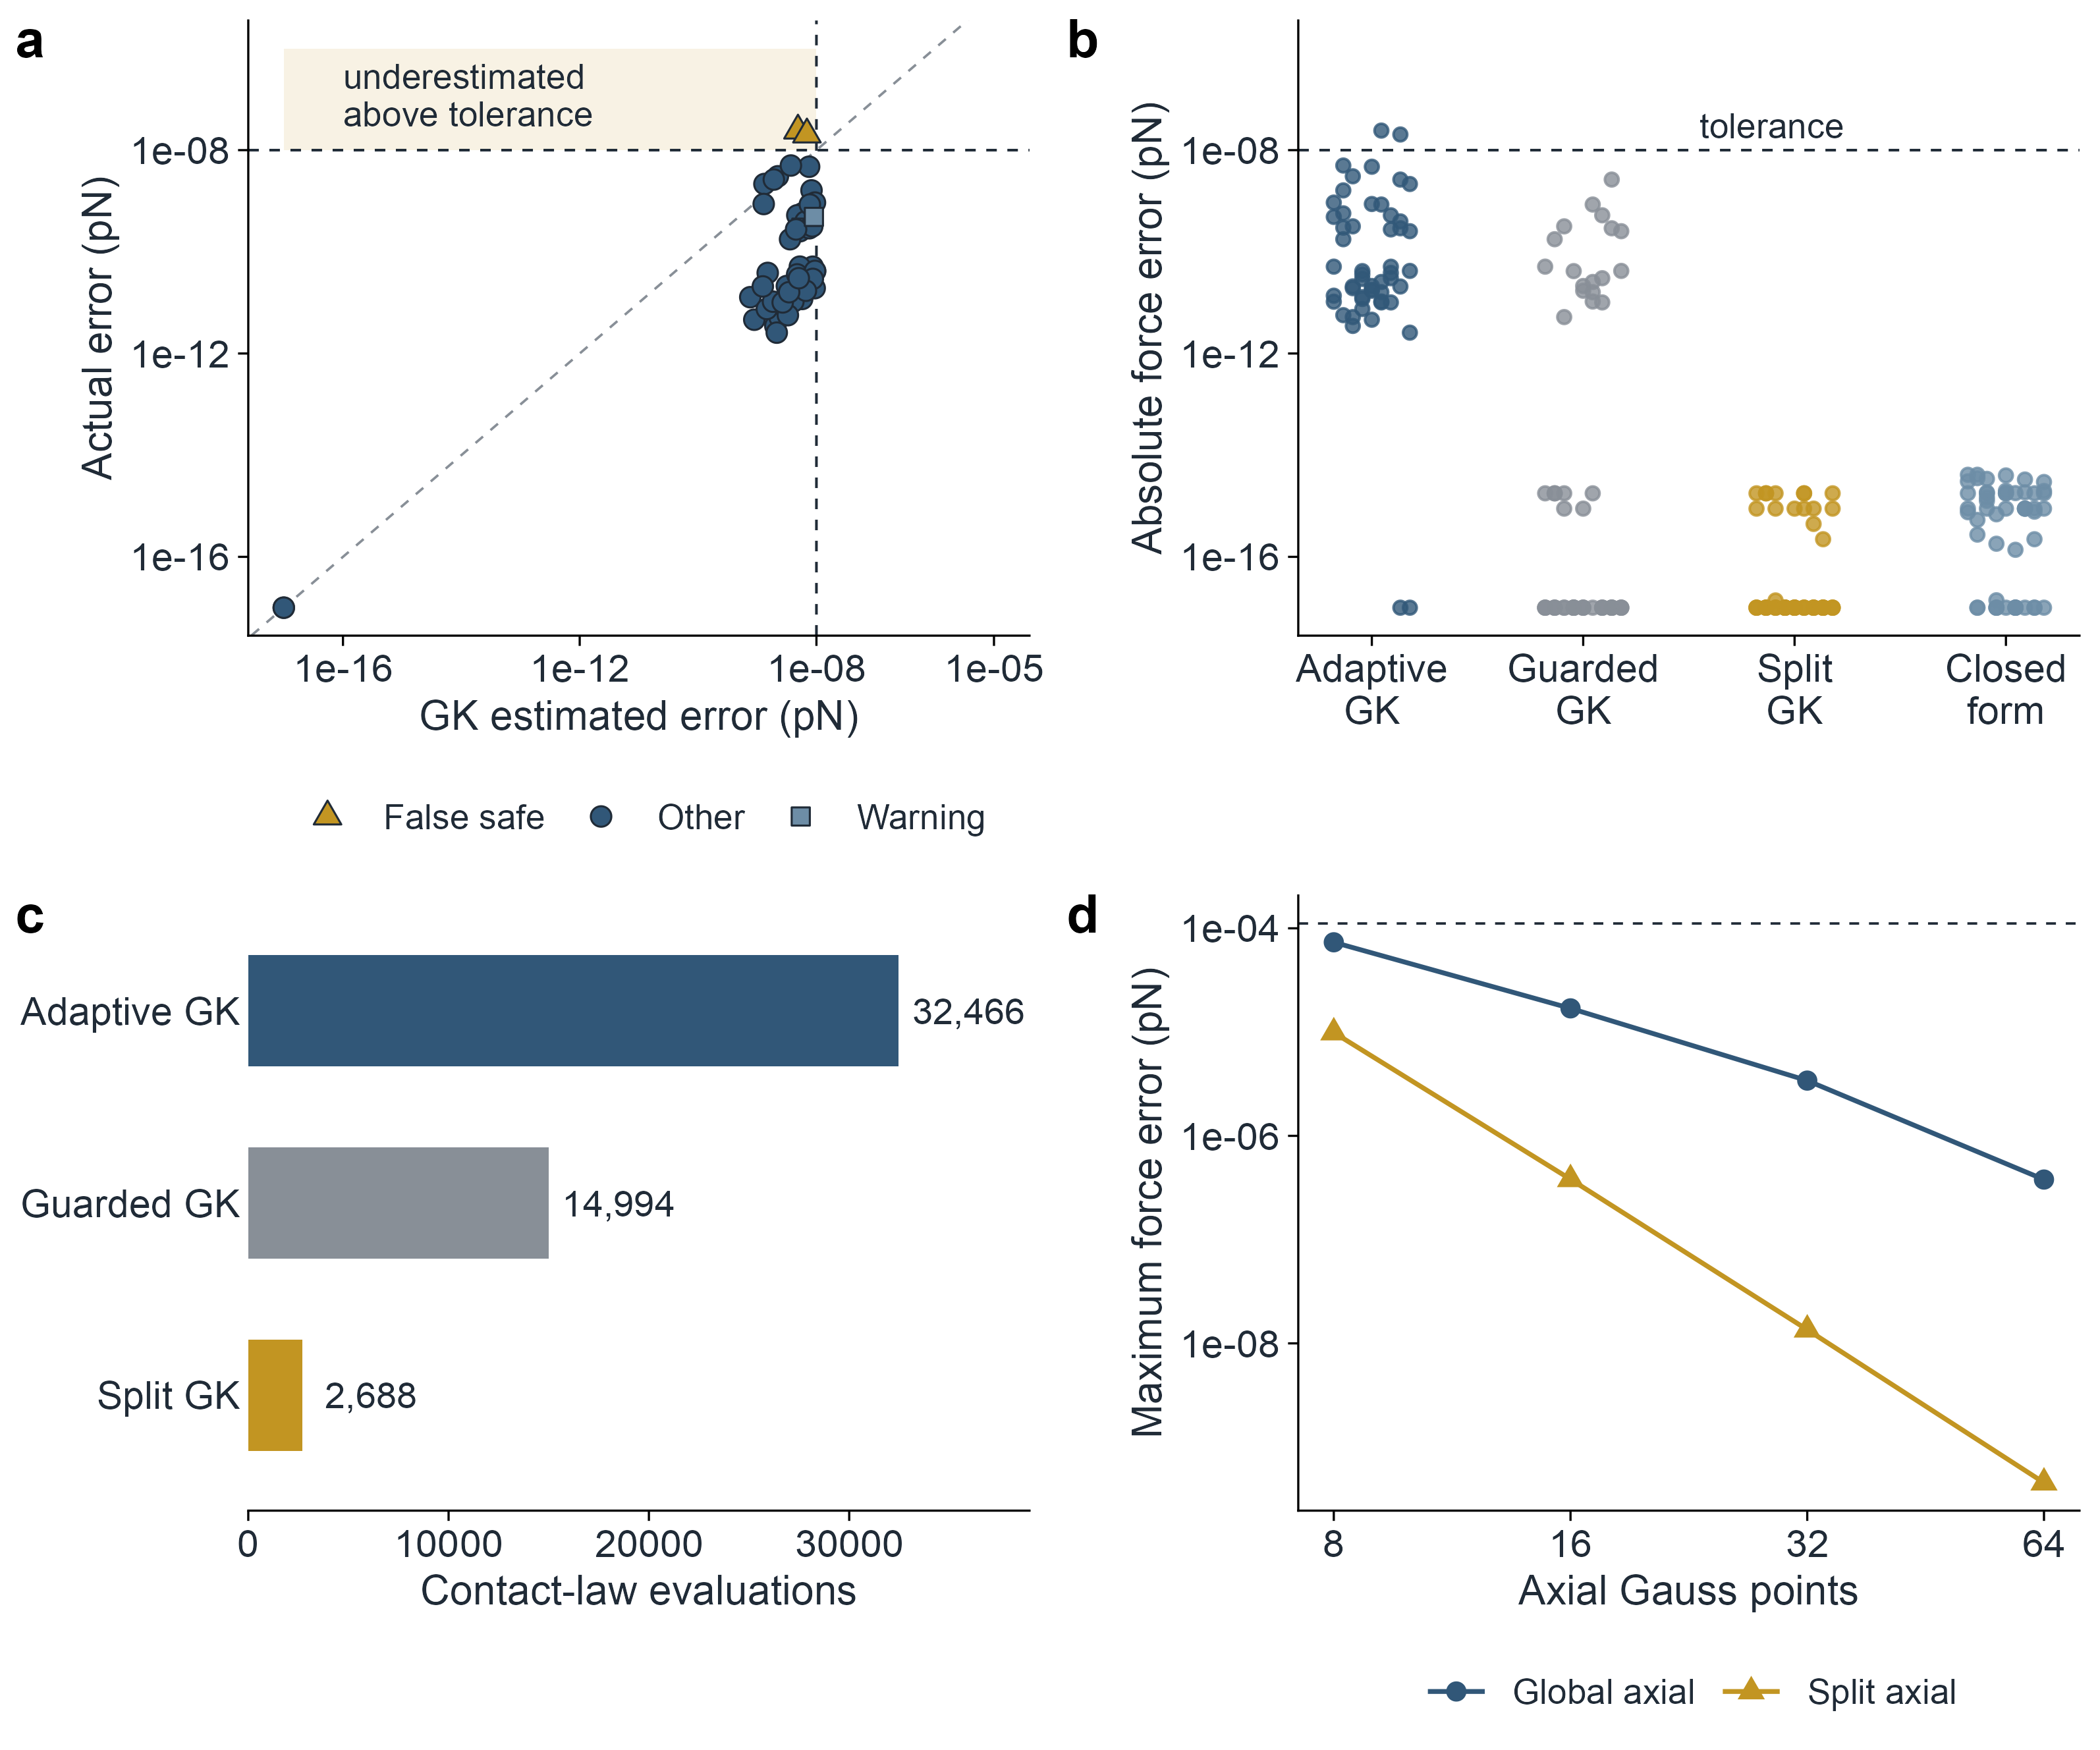 a
underestimated
above tolerance
1e-08
1e-12
1e-16
Actual error (pN)
1e-16
1e-12
1e-08
1e-05
GK estimated error (pN)
False safe
Other
Warning
b
tolerance
1e-08
1e-12
1e-16
Absolute force error (pN)
Adaptive
GK
Guarded
GK
Split
GK
Closed
form
c
Adaptive GK
32,466
Guarded GK
14,994
Split GK
2,688
0
10000
20000
30000
Contact-law evaluations
d
1e-04
1e-06
1e-08
Maximum force error (pN)
8
16
32
64
Axial Gauss points
Global axial
Split axial